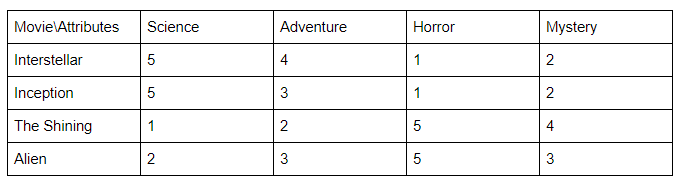 Movie\Attributes Science Adventure Horror Mystery
Interstellar 5 4 1 2
Inception 5 3 1 2
The Shining 1 2 5 4
Alien 2 3 5 3